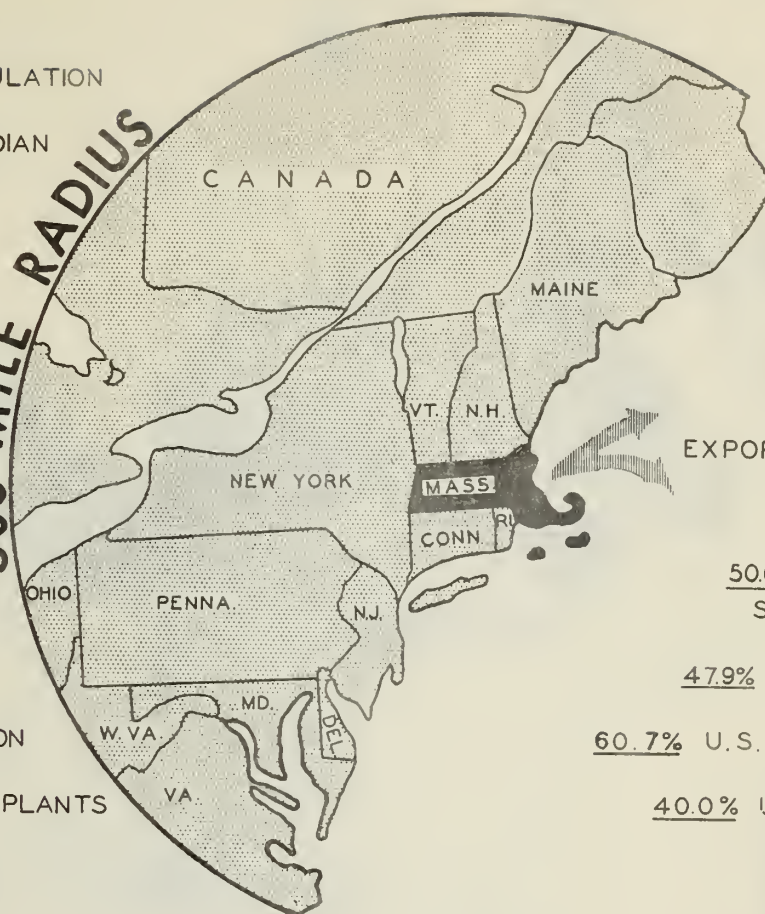 ULATION
DIAN
MILE RADIUS
CANADA
MAINE
VT.
N.H.
NEW YORK
MASS.
EXPOR
CONN.
R.I.
OHIO
PENNA.
N.J.
50.
S
47.9%
MD.
DEL.
W. VA.
ON
60.7% U.S.
VA.
PLANTS
40.0% U